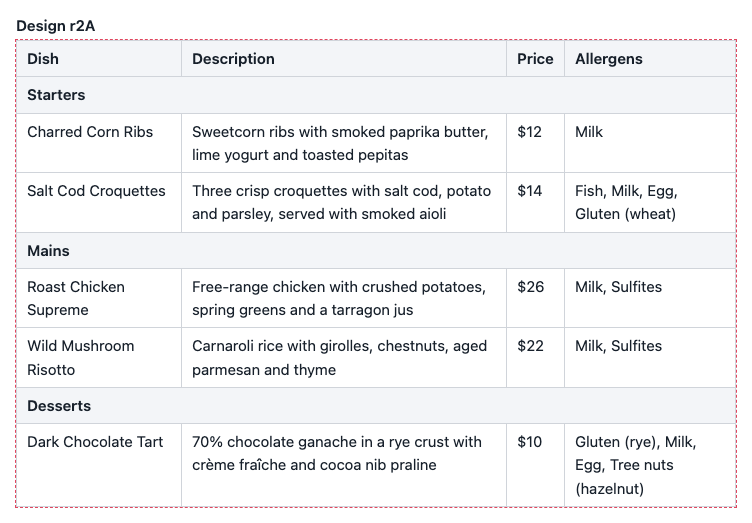 Design r2A
Dish Description Price Allergens
Starters
Charred Corn Ribs Sweetcorn ribs with smoked paprika butter, $12 Milk
lime yogurt and toasted pepitas
Salt Cod Croquettes Three crisp croquettes with salt cod, potato $14 Fish, Milk, Egg,
and parsley, served with smoked aioli Gluten (wheat)
Mains
Roast Chicken Free-range chicken with crushed potatoes, $26 Milk, Sulfites
Supreme spring greens and a tarragon jus
Wild Mushroom Carnaroli rice with girolles, chestnuts, aged $22 Milk, Sulfites
Risotto parmesan and thyme
Desserts
Dark Chocolate Tart 70% chocolate ganache in a rye crust with $10 Gluten (rye), Milk,
crème fraîche and cocoa nib praline Egg, Tree nuts
(hazelnut)